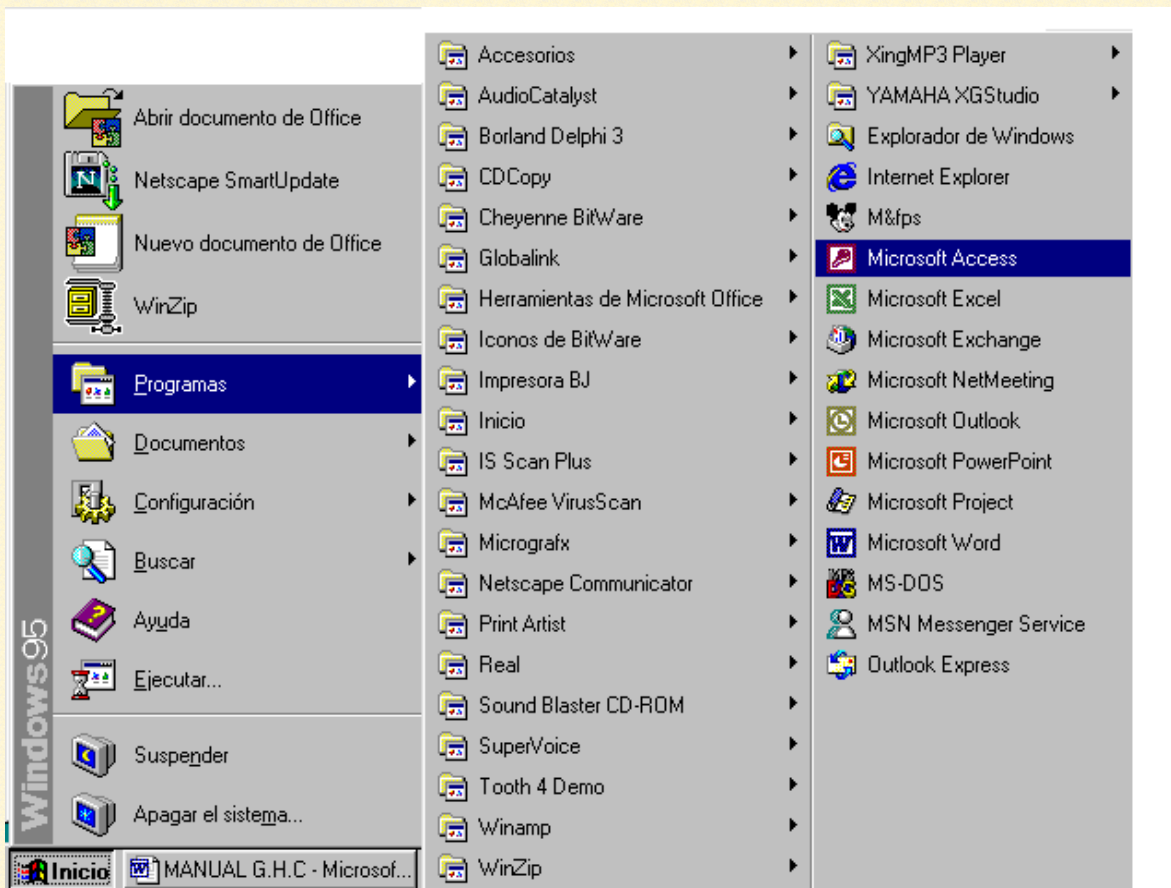 Abrir documento de Office
Netscape SmartUpdate
Nuevo documento de Office
WinZip
Programas
Documentos
Configuración
Buscar
Ayuda
Ejecutar...
Suspender
Apagar el sistema...
Windows95
Inicio
MANUAL G.H.C - Microsof...
Accesorios
AudioCatalyst
Borland Delphi 3
CDCopy
Cheyenne BitWare
Globalink
Herramientas de Microsoft Office
Iconos de BitWare
Impresora BJ
Inicio
IS Scan Plus
McAfee VirusScan
Micrografx
Netscape Communicator
Print Artist
Real
Sound Blaster CD-ROM
SuperVoice
Tooth 4 Demo
Winamp
WinZip
XingMP3 Player
YAMAHA XGStudio
Explorador de Windows
Internet Explorer
M&fps
Microsoft Access
Microsoft Excel
Microsoft Exchange
Microsoft NetMeeting
Microsoft Outlook
Microsoft PowerPoint
Microsoft Project
Microsoft Word
MS-DOS
MSN Messenger Service
Outlook Express